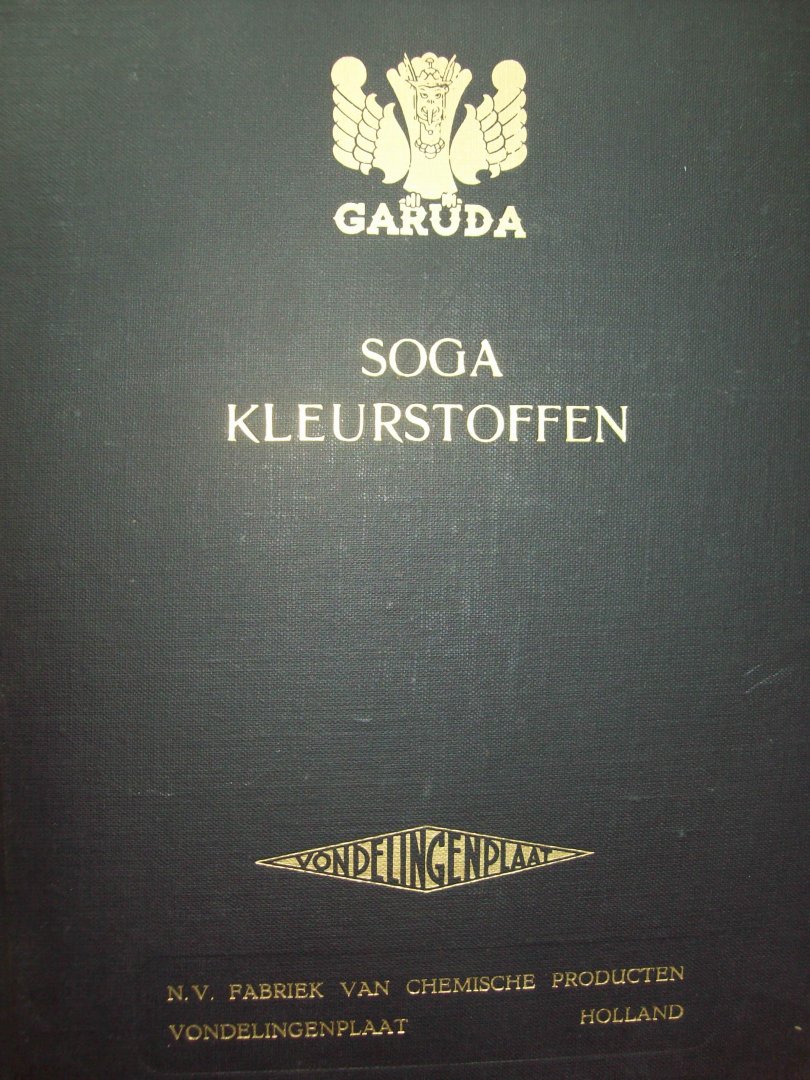 GARUDA
SOGA
KLEURSTOFFEN
VONDELINGENPLAAT
N.V. FABRIEK VAN CHEMISCHE PRODUCTEN
VONDELINGENPLAAT HOLLAND